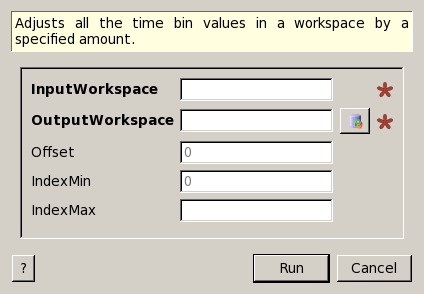 Adjusts all the time bin values in a workspace by a
specified amount.
InputWorkspace
OutputWorkspace
Offset 0
IndexMin 0
IndexMax
? Run Cancel